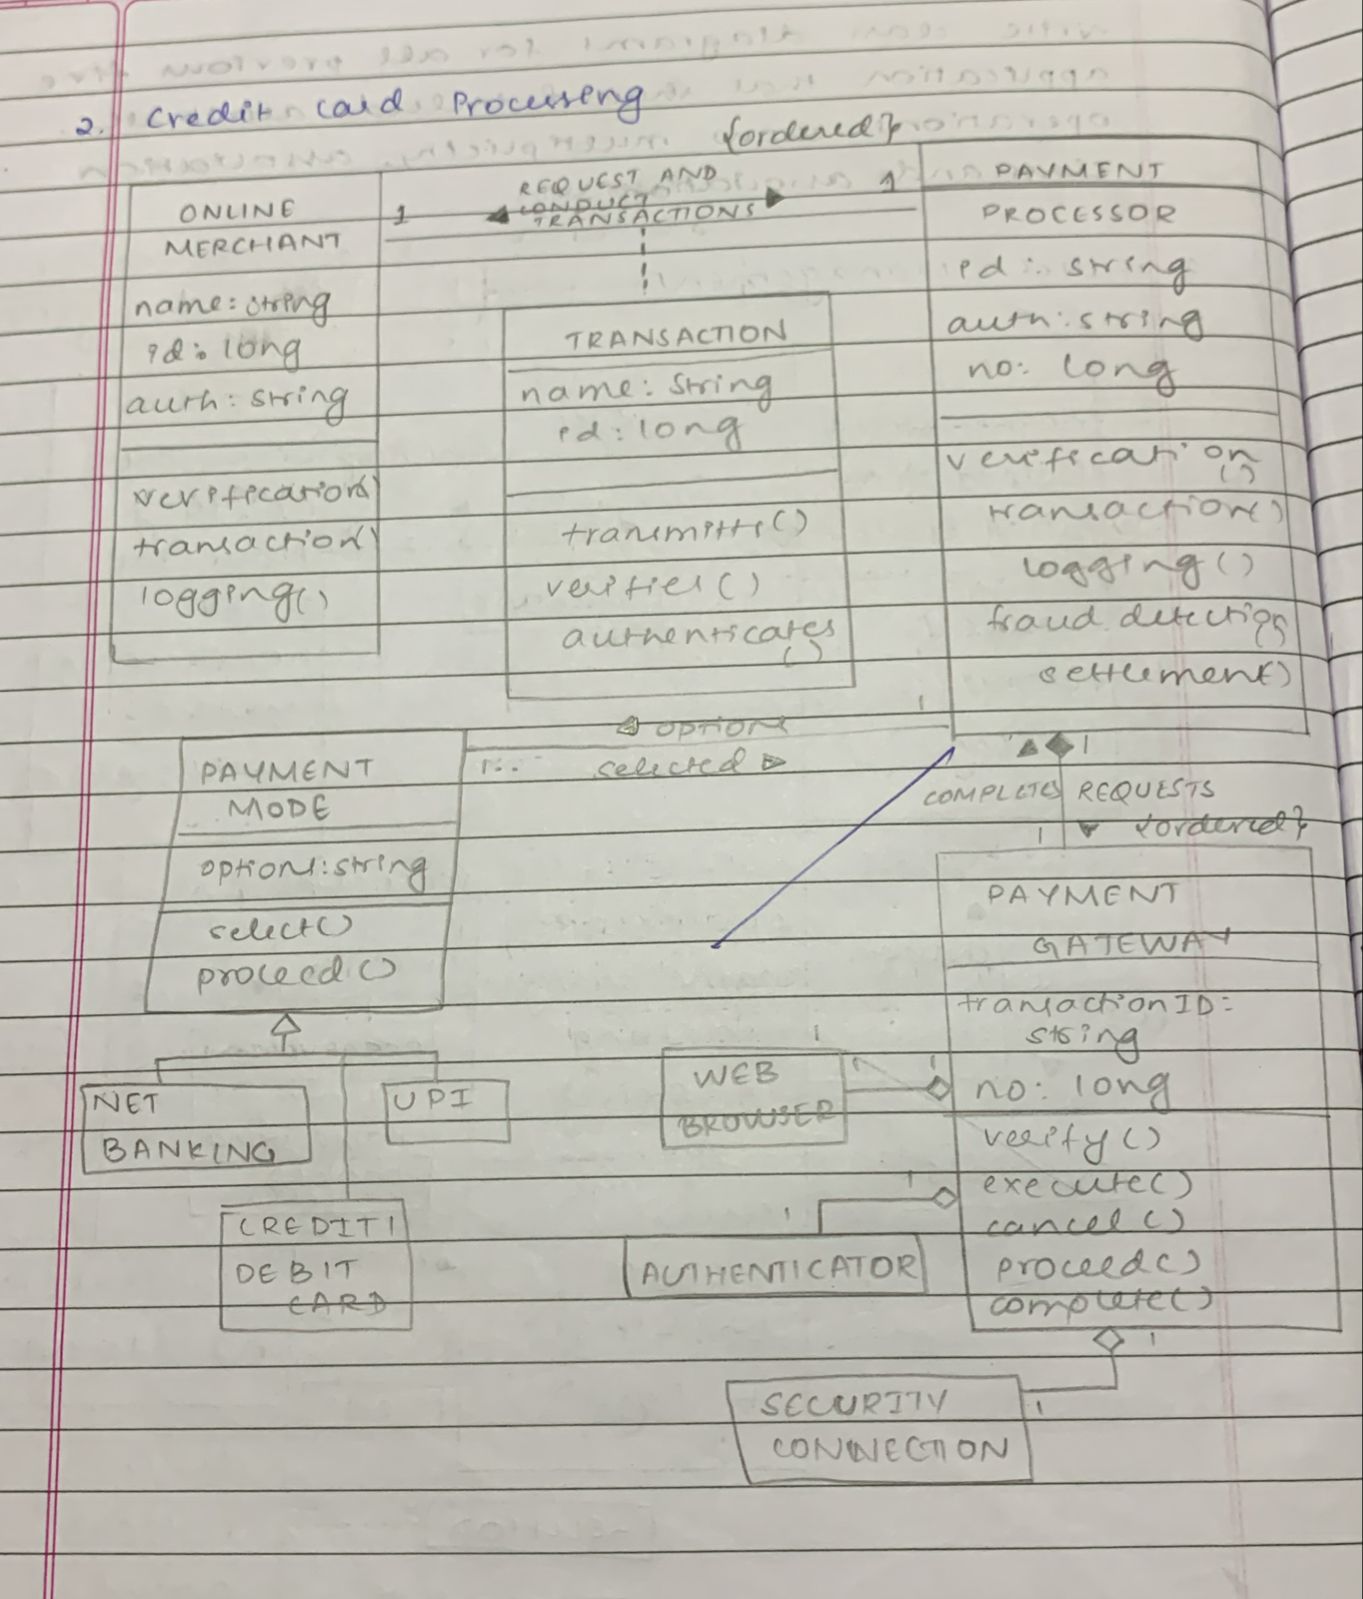 2. Credit Card Processing
{ordered}
REQUEST AND
CONDUCT
TRANSACTIONS
1
1
ONLINE
MERCHANT
name: string
id: long
auth: string
verification()
transaction()
logging()
TRANSACTION
name: String
id: long
transmitts()
verifies()
authenticates
()
PAYMENT
PROCESSOR
id: string
auth: string
no: long
verification
()
transaction()
logging()
fraud detection()
settlement()
1
option
selected
1..
PAYMENT
MODE
options: string
select()
proceed()
NET
BANKING
UPI
CREDIT/
DEBIT
CARD
1
COMPLETES REQUESTS
1
{ordered}
PAYMENT
GATEWAY
transactionID:
string
no: long
verify()
execute()
cancel()
proceed()
complete()
1
1
1
WEB
BROWSER
1
1
AUTHENTICATOR
1
1
SECURITY
CONNECTION